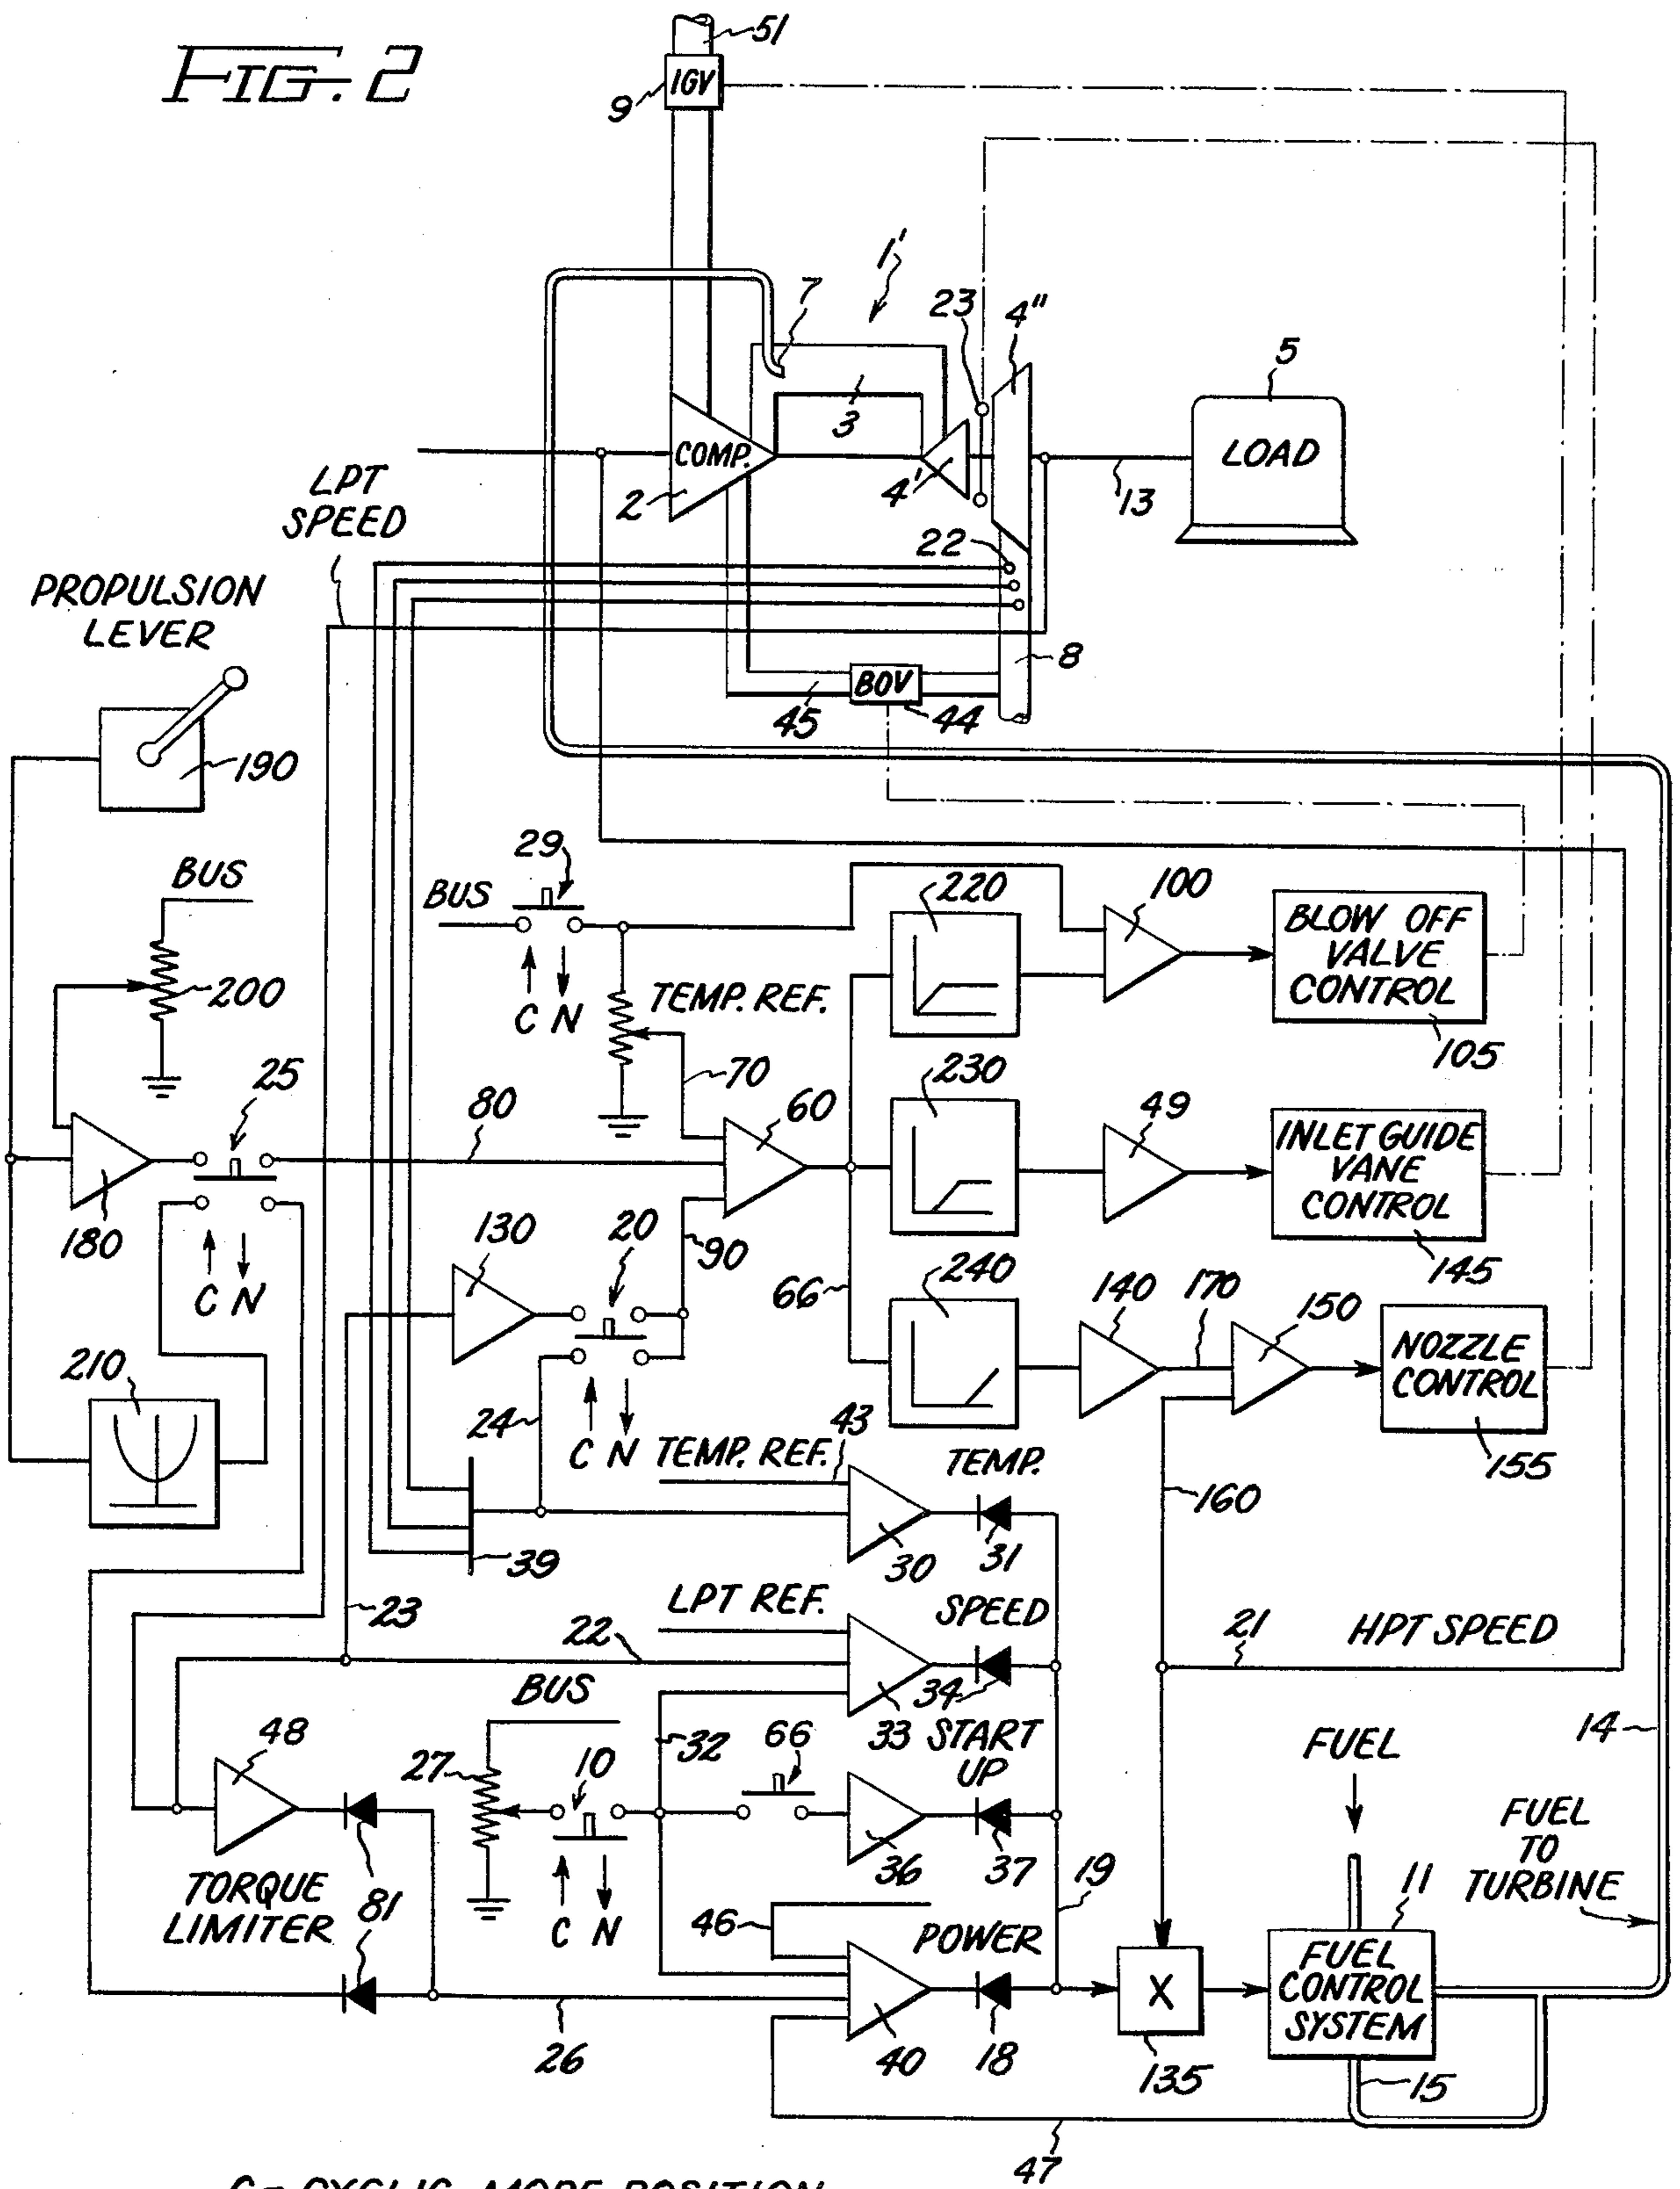 FIG. 2
51
9
IGV
1'
7
23
4"
5
3
COMP.
4'
LOAD
2
13
LPT
SPEED
22
PROPULSION
LEVER
8
BOV
45
44
190
29
BUS
BUS
220
100
BLOW OFF
VALVE
CONTROL
200
C N
TEMP. REF.
105
25
70
230
80
60
49
INLET GUIDE
VANE
CONTROL
180
130
20
90
145
C N
240
66
140
170
150
NOZZLE
CONTROL
210
24
C N
43
TEMP. REF.
TEMP.
155
160
39
30
31
23
LPT REF.
SPEED
21
HPT SPEED
22
BUS
34
48
32
33
START
UP
66
14
27
10
FUEL
36
37
FUEL
TO
TURBINE
TORQUE
LIMITER
81
19
11
C N
46
POWER
FUEL
CONTROL
SYSTEM
X
26
40
18
135
15
47
C = CYCLIC MODE POSITION